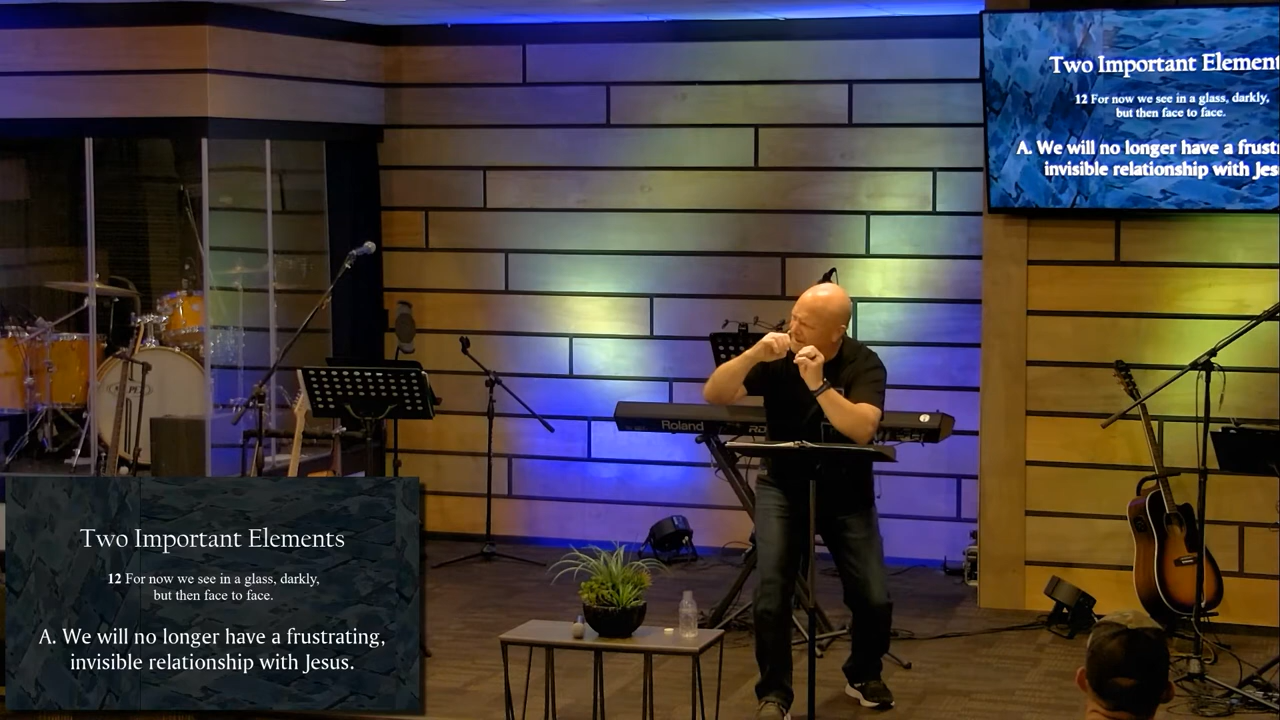 Two Important Element
12 For now we see in a glass, darkly,
but then face to face.
A. We will no longer have a frust
invisible relationship with Jes
Roland
RD
Two Important Elements
12 For now we see in a glass, darkly,
but then face to face.
A. We will no longer have a frustrating,
invisible relationship with Jesus.